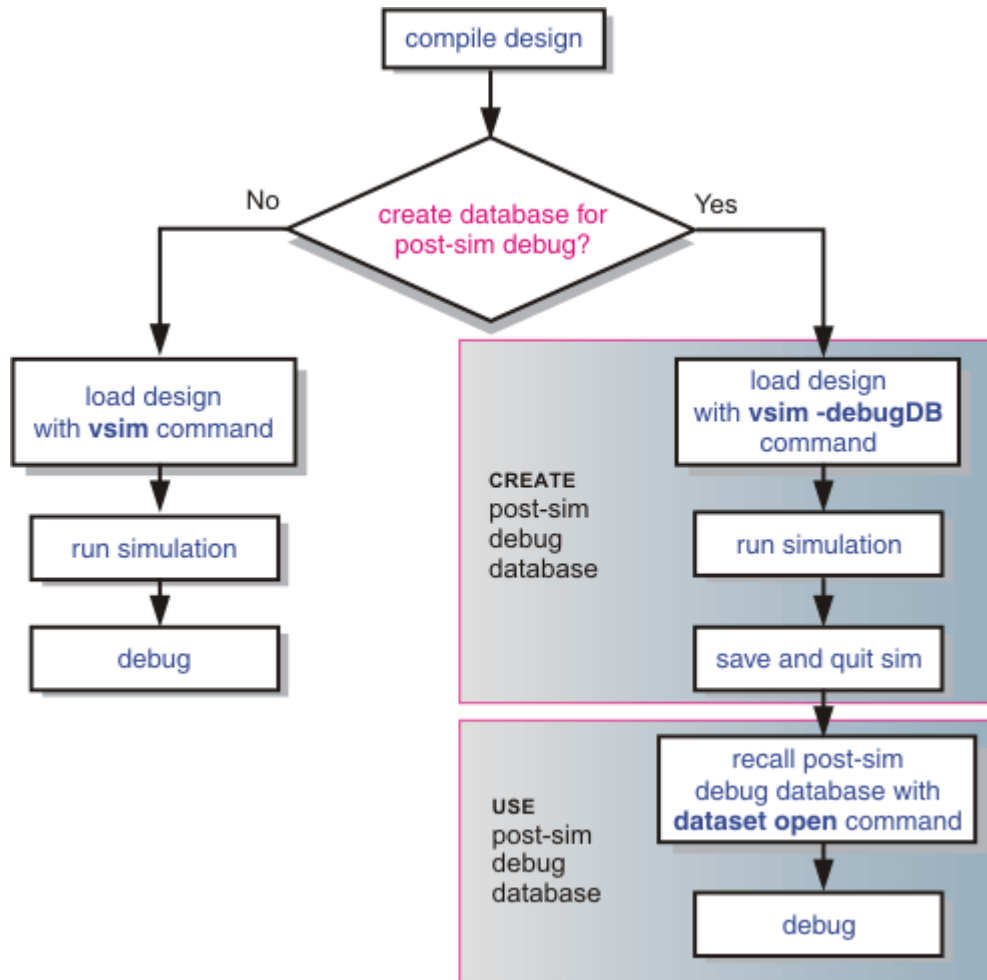 compile design
No
Yes
create database for
post-sim debug?
load design
with vsim command
run simulation
debug
load design
with vsim -debugDB
command
CREATE
post-sim
debug
database
run simulation
save and quit sim
recall post-sim
debug database with
dataset open command
USE
post-sim
debug
database
debug